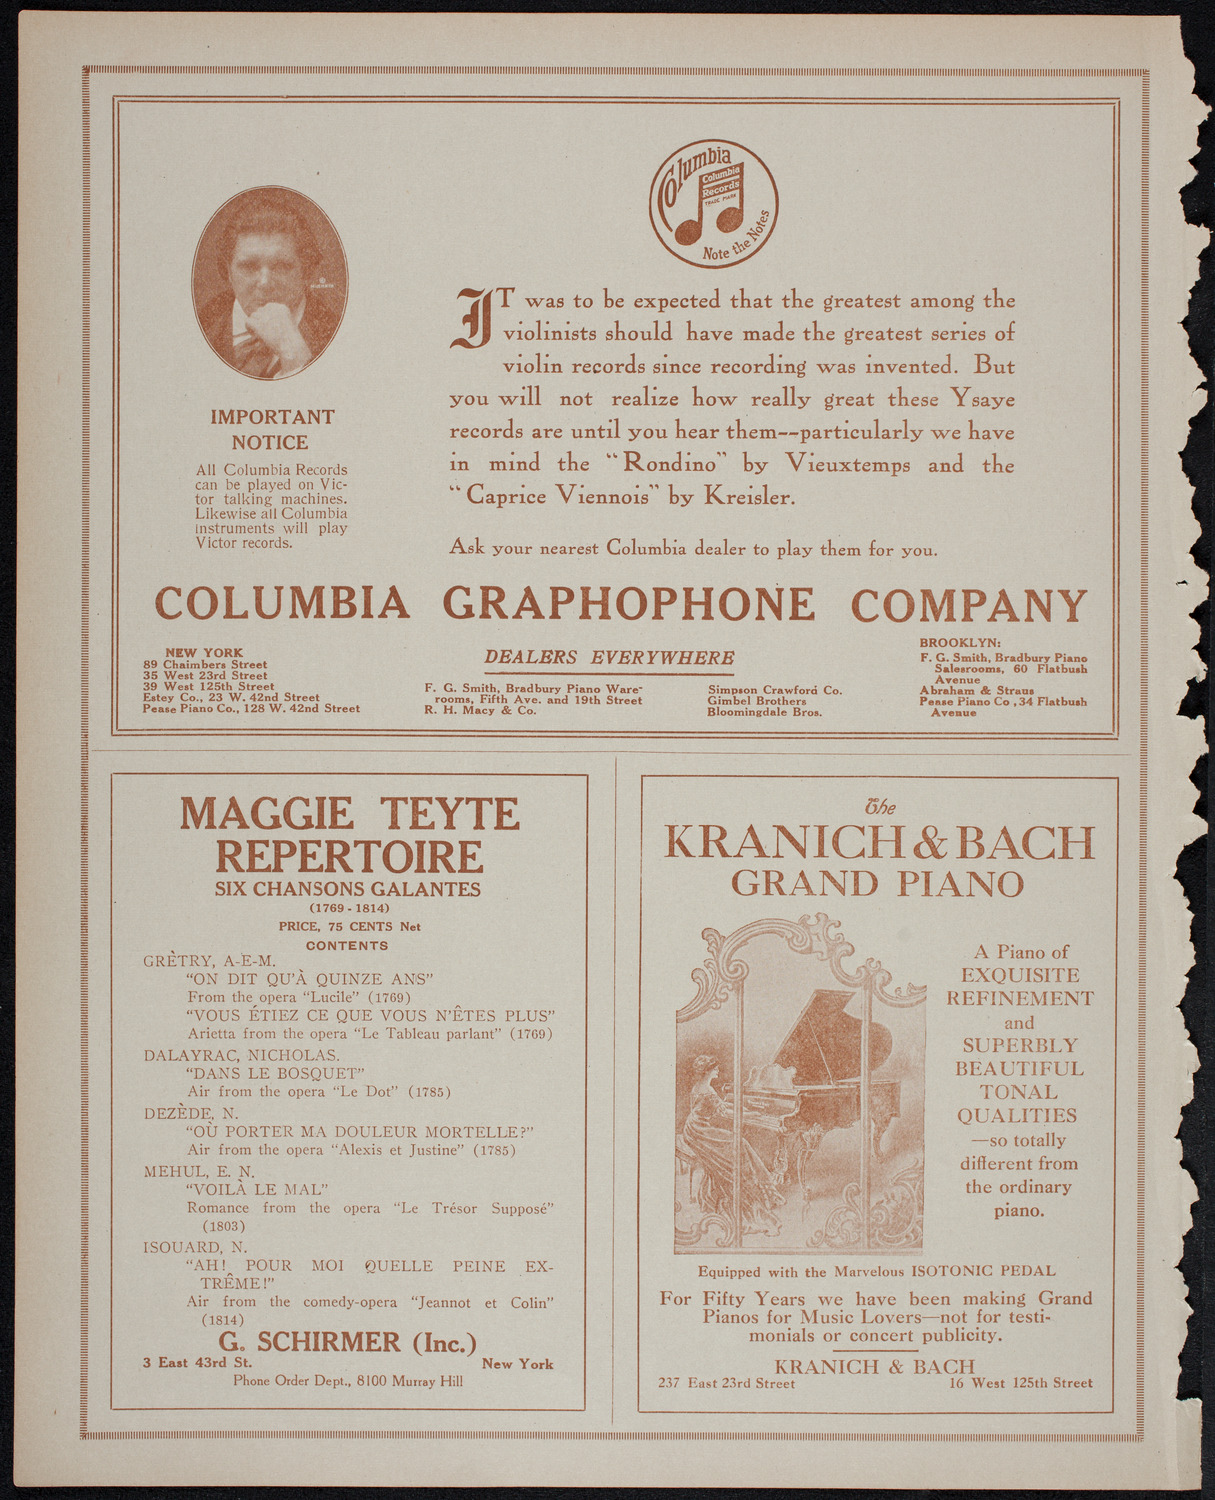 Columbia
Columbia
Records
TRADE MARK
Note the Notes
IT was to be expected that the greatest among the
violinists should have made the greatest series of
violin records since recording was invented. But
you will not realize how really great these Ysaye
records are until you hear them--particularly we have
in mind the "Rondino" by Vieuxtemps and the
"Caprice Viennois" by Kreisler.
Ask your nearest Columbia dealer to play them for you.
IMPORTANT
NOTICE
All Columbia Records
can be played on Vic-
tor talking machines.
Likewise all Columbia
instruments will play
Victor records.
COLUMBIA GRAPHOPHONE COMPANY
NEW YORK
89 Chaimbers Street
35 West 23rd Street
39 West 125th Street
Estey Co., 23 W. 42nd Street
Pease Piano Co., 128 W. 42nd Street
DEALERS EVERYWHERE
F. G. Smith, Bradbury Piano Ware-
rooms, Fifth Ave. and 19th Street
R. H. Macy & Co.
Simpson Crawford Co.
Gimbel Brothers
Bloomingdale Bros.
BROOKLYN:
F. G. Smith, Bradbury Piano
Salesrooms, 60 Flatbush
Avenue
Abraham & Straus
Pease Piano Co , 34 Flatbush
Avenue
MAGGIE TEYTE
REPERTOIRE
SIX CHANSONS GALANTES
(1769 - 1814)
PRICE, 75 CENTS Net
CONTENTS
GRÈTRY, A-E-M.
"ON DIT QU'À QUINZE ANS"
From the opera "Lucile" (1769)
"VOUS ÉTIEZ CE QUE VOUS N'ÊTES PLUS"
Arietta from the opera "Le Tableau parlant" (1769)
DALAYRAC, NICHOLAS.
"DANS LE BOSQUET"
Air from the opera "Le Dot" (1785)
DEZÈDE, N.
"OÙ PORTER MA DOULEUR MORTELLE?"
Air from the opera "Alexis et Justine" (1785)
MEHUL, E. N.
"VOILÀ LE MAL"
Romance from the opera "Le Trésor Supposé"
(1803)
ISOUARD, N.
"AH! POUR MOI QUELLE PEINE EX-
TRÊME!"
Air from the comedy-opera "Jeannot et Colin"
(1814)
G. SCHIRMER (Inc.)
3 East 43rd St. New York
Phone Order Dept., 8100 Murray Hill
The
KRANICH & BACH
GRAND PIANO
A Piano of
EXQUISITE
REFINEMENT
and
SUPERBLY
BEAUTIFUL
TONAL
QUALITIES
—so totally
different from
the ordinary
piano.
Equipped with the Marvelous ISOTONIC PEDAL
For Fifty Years we have been making Grand
Pianos for Music Lovers—not for testi-
monials or concert publicity.
KRANICH & BACH
237 East 23rd Street 16 West 125th Street